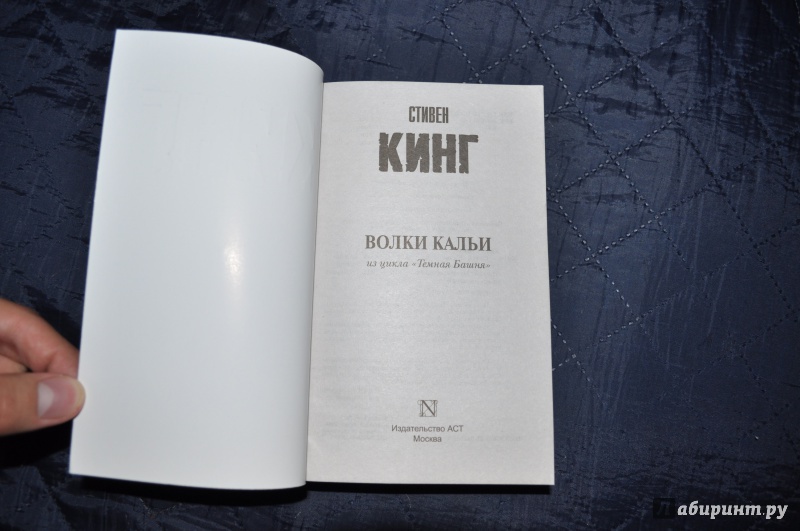 СТИВЕН
КИНГ
ВОЛКИ КАЛЬИ
из цикла «Темная Башня»
N
Издательство АСТ
Москва
Лабиринт.ру